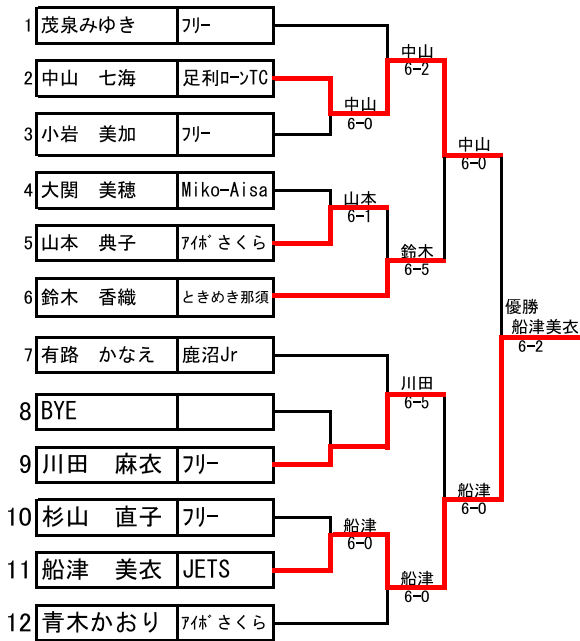 1 茂泉みゆき ﾌﾘｰ
2 中山 七海 足利ﾛｰﾝTC
3 小岩 美加 ﾌﾘｰ
4 大関 美穂 Miko-Aisa
5 山本 典子 ｱｲﾎﾞさくら
6 鈴木 香織 ときめき那須
7 有路 かなえ 鹿沼Jr
8 BYE
9 川田 麻衣 ﾌﾘｰ
10 杉山 直子 ﾌﾘｰ
11 船津 美衣 JETS
12 青木かおり ｱｲﾎﾞさくら
中山
6-0
山本
6-1
船津
6-0
中山
6-2
鈴木
6-5
川田
6-5
船津
6-0
中山
6-0
船津
6-0
優勝
船津美衣
6-2